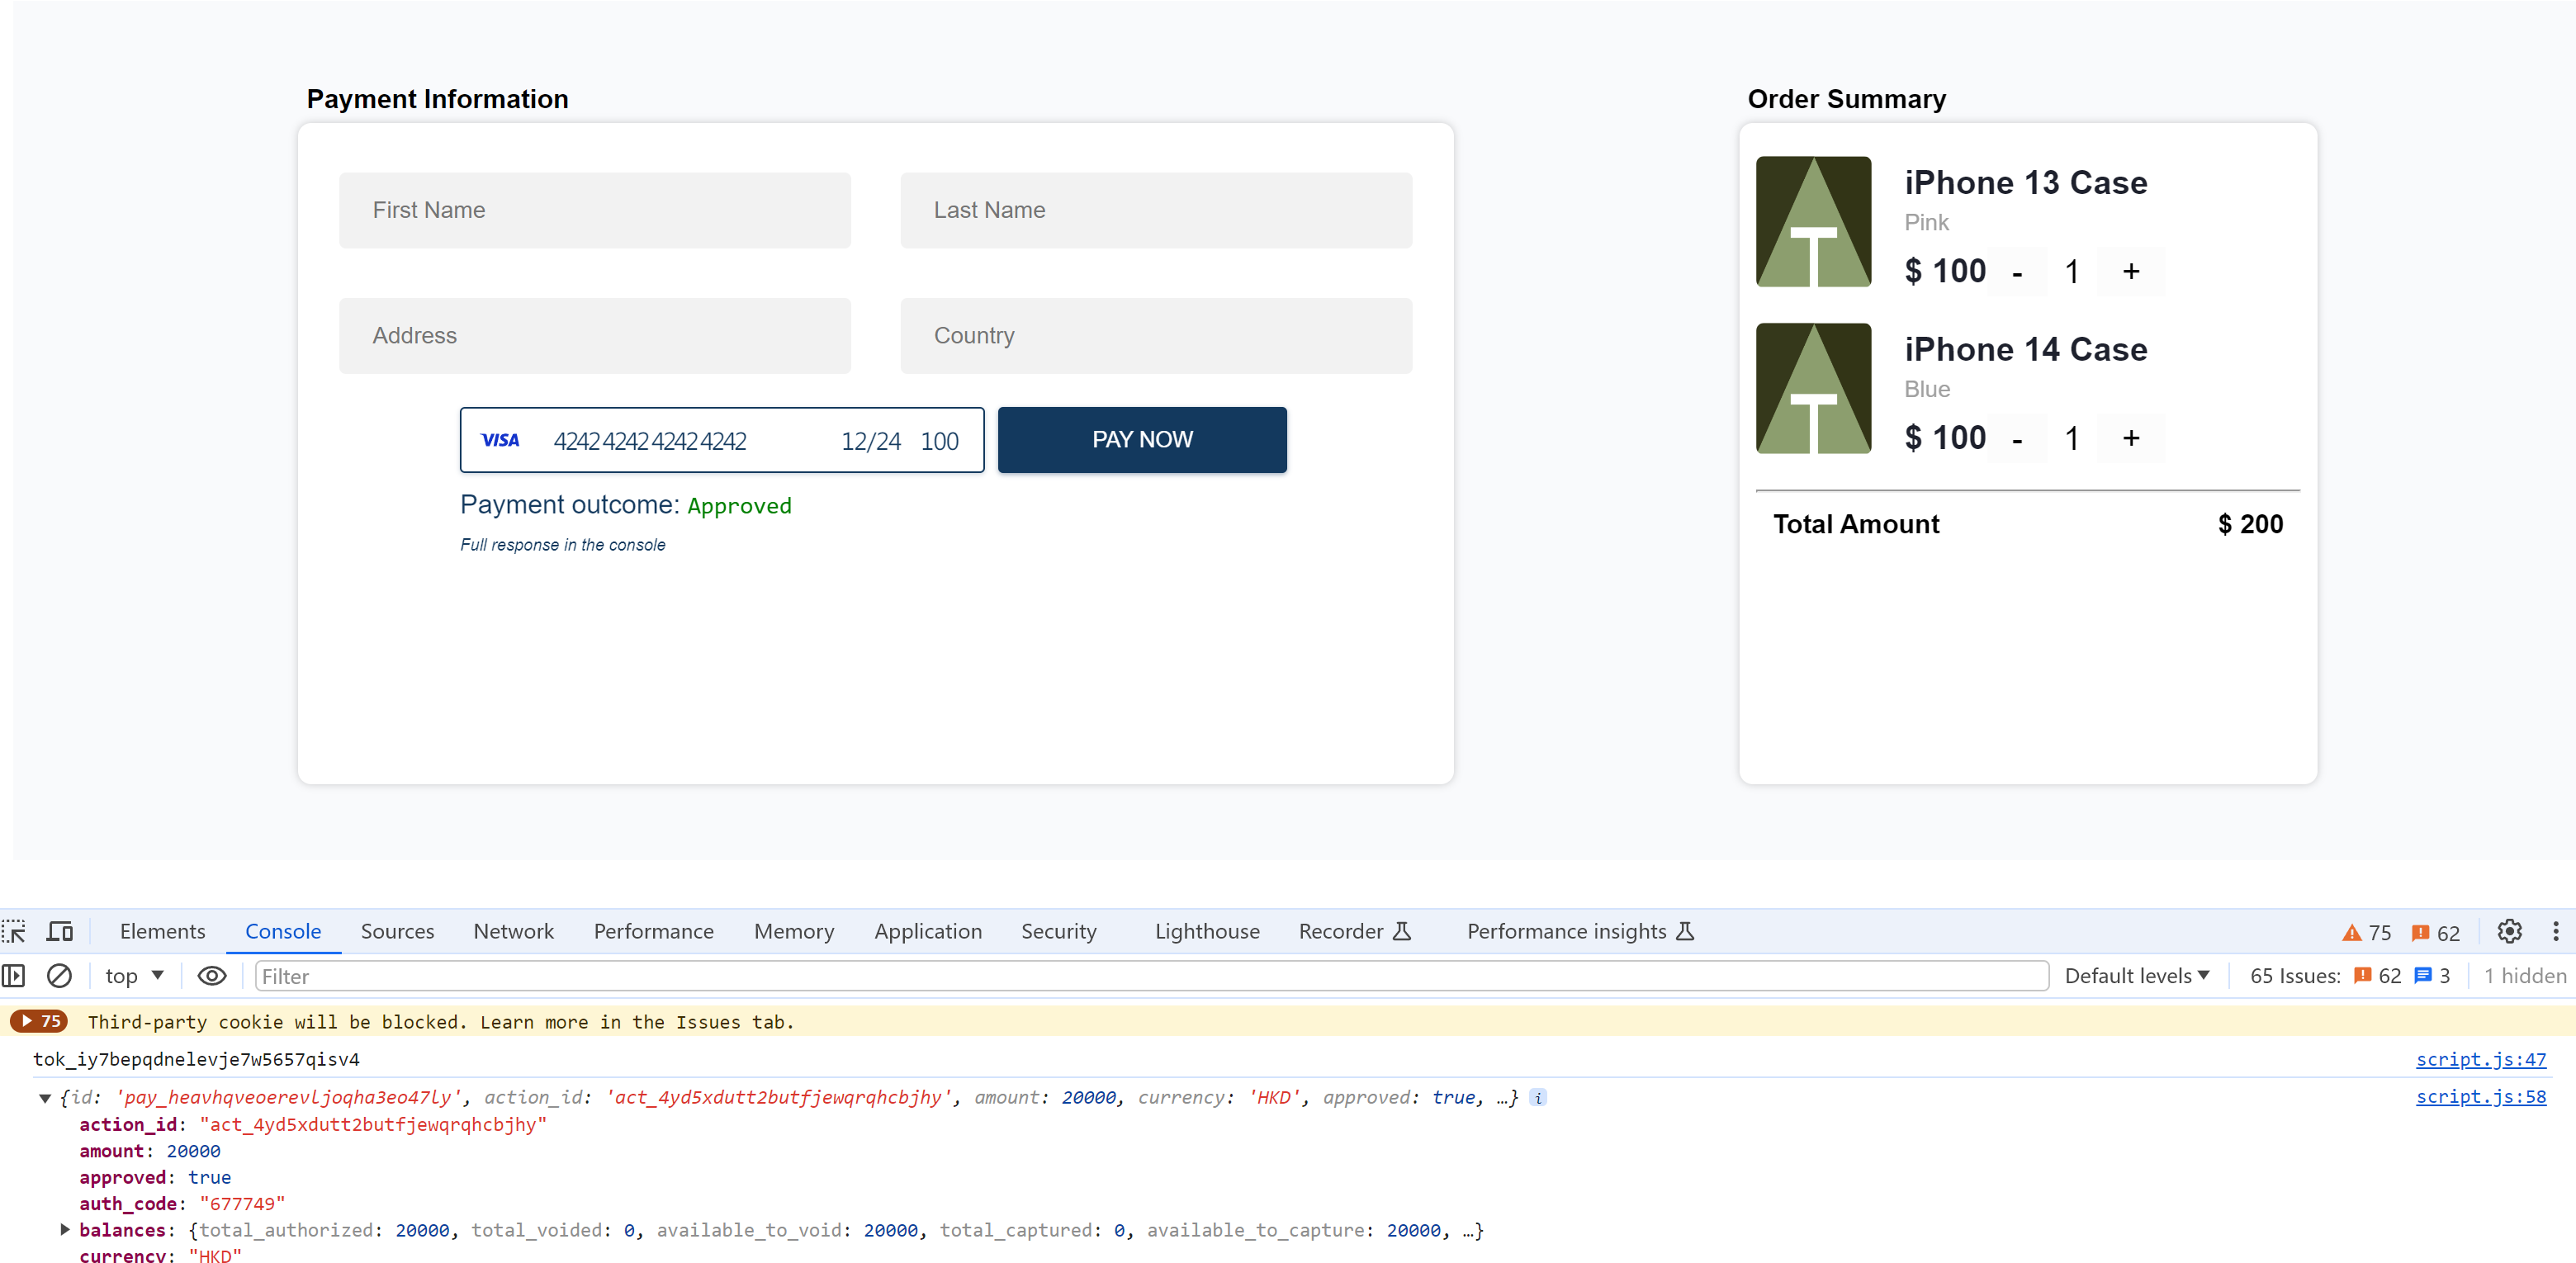 Payment Information
First Name
Last Name
Address
Country
VISA 4242 4242 4242 4242 12/24 100
PAY NOW
Payment outcome: Approved
Full response in the console
Order Summary
T
iPhone 13 Case
Pink
$ 100 - 1 +
T
iPhone 14 Case
Blue
$ 100 - 1 +
Total Amount $ 200
Elements Console Sources Network Performance Memory Application Security Lighthouse Recorder Performance insights 75 62
top Filter Default levels 65 Issues: 62 3 1 hidden
75 Third-party cookie will be blocked. Learn more in the Issues tab.
tok_iy7bepqdnelevje7w5657qisv4 script.js:47
{id: 'pay_heavhqveoerevljoqha3eo47ly', action_id: 'act_4yd5xdutt2butfjewqrqhcbjhy', amount: 20000, currency: 'HKD', approved: true, …} i script.js:58
action_id: "act_4yd5xdutt2butfjewqrqhcbjhy"
amount: 20000
approved: true
auth_code: "677749"
balances: {total_authorized: 20000, total_voided: 0, available_to_void: 20000, total_captured: 0, available_to_capture: 20000, …}
currency: "HKD"